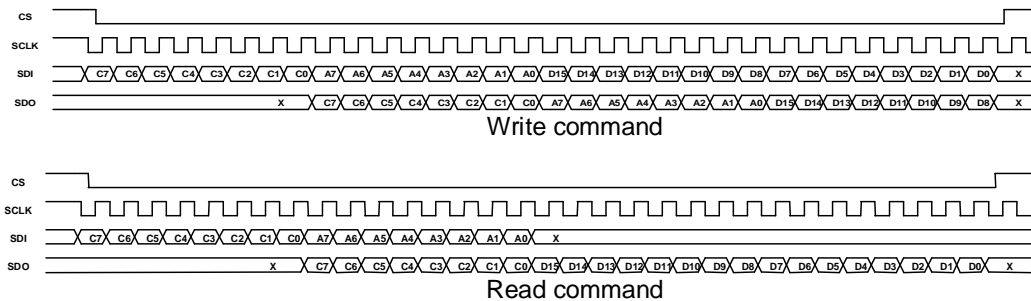 CS
SCLK
SDI C7 C6 C5 C4 C3 C2 C1 C0 A7 A6 A5 A4 A3 A2 A1 A0 D15 D14 D13 D12 D11 D10 D9 D8 D7 D6 D5 D4 D3 D2 D1 D0 X
SDO X C7 C6 C5 C4 C3 C2 C1 C0 A7 A6 A5 A4 A3 A2 A1 A0 D15 D14 D13 D12 D11 D10 D9 D8 X
Write command
CS
SCLK
SDI C7 C6 C5 C4 C3 C2 C1 C0 A7 A6 A5 A4 A3 A2 A1 A0 X
SDO X C7 C6 C5 C4 C3 C2 C1 C0 D15 D14 D13 D12 D11 D10 D9 D8 D7 D6 D5 D4 D3 D2 D1 D0 X
Read command